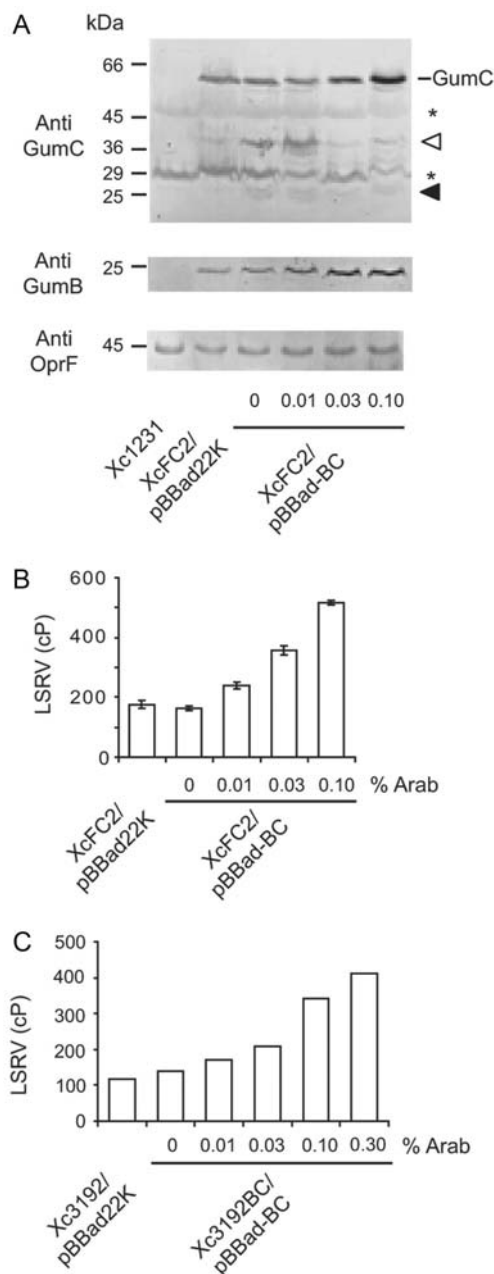 A
kDa
66
GumC
45
*
Anti
GumC
36
29
*
25
Anti
GumB
25
Anti
OprF
45
0 0.01 0.03 0.10
Xc1231
XcFC2/
pBBad22K
XcFC2/
pBBad-BC
B
600
400
200
0
LSRV (cP)
0 0.01 0.03 0.10 % Arab
XcFC2/
pBBad22K
XcFC2/
pBBad-BC
C
500
400
300
200
100
0
LSRV (cP)
0 0.01 0.03 0.10 0.30 % Arab
Xc3192/
pBBad22K
Xc3192BC/
pBBad-BC